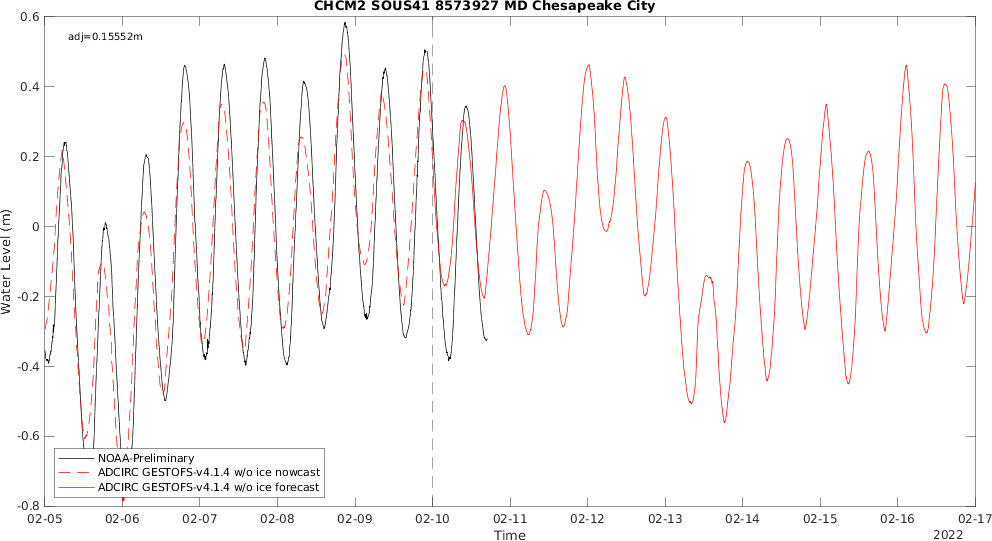 CHCM2 SOUS41 8573927 MD Chesapeake City
adj=0.15552m
0.6
0.4
0.2
0
-0.2
-0.4
-0.6
-0.8
Water Level (m)
NOAA-Preliminary
ADCIRC GESTOFS-v4.1.4 w/o ice nowcast
ADCIRC GESTOFS-v4.1.4 w/o ice forecast
02-05 02-06 02-07 02-08 02-09 02-10 02-11 02-12 02-13 02-14 02-15 02-16 02-17
Time
2022